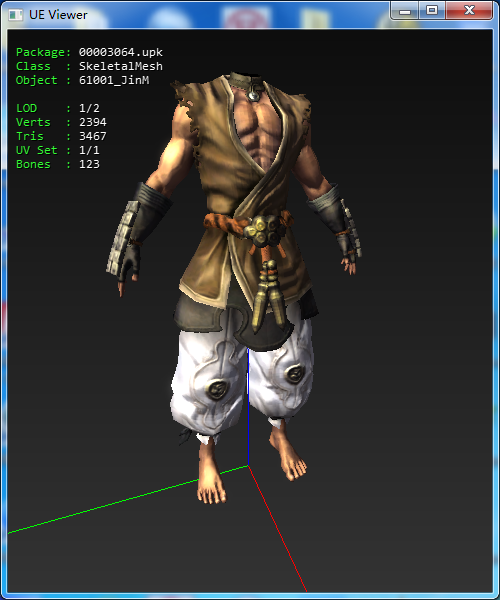 UE Viewer
Package: 00003064.upk
Class  : SkeletalMesh
Object : 61001_JinM
LOD    : 1/2
Verts  : 2394
Tris   : 3467
UV Set : 1/1
Bones  : 123